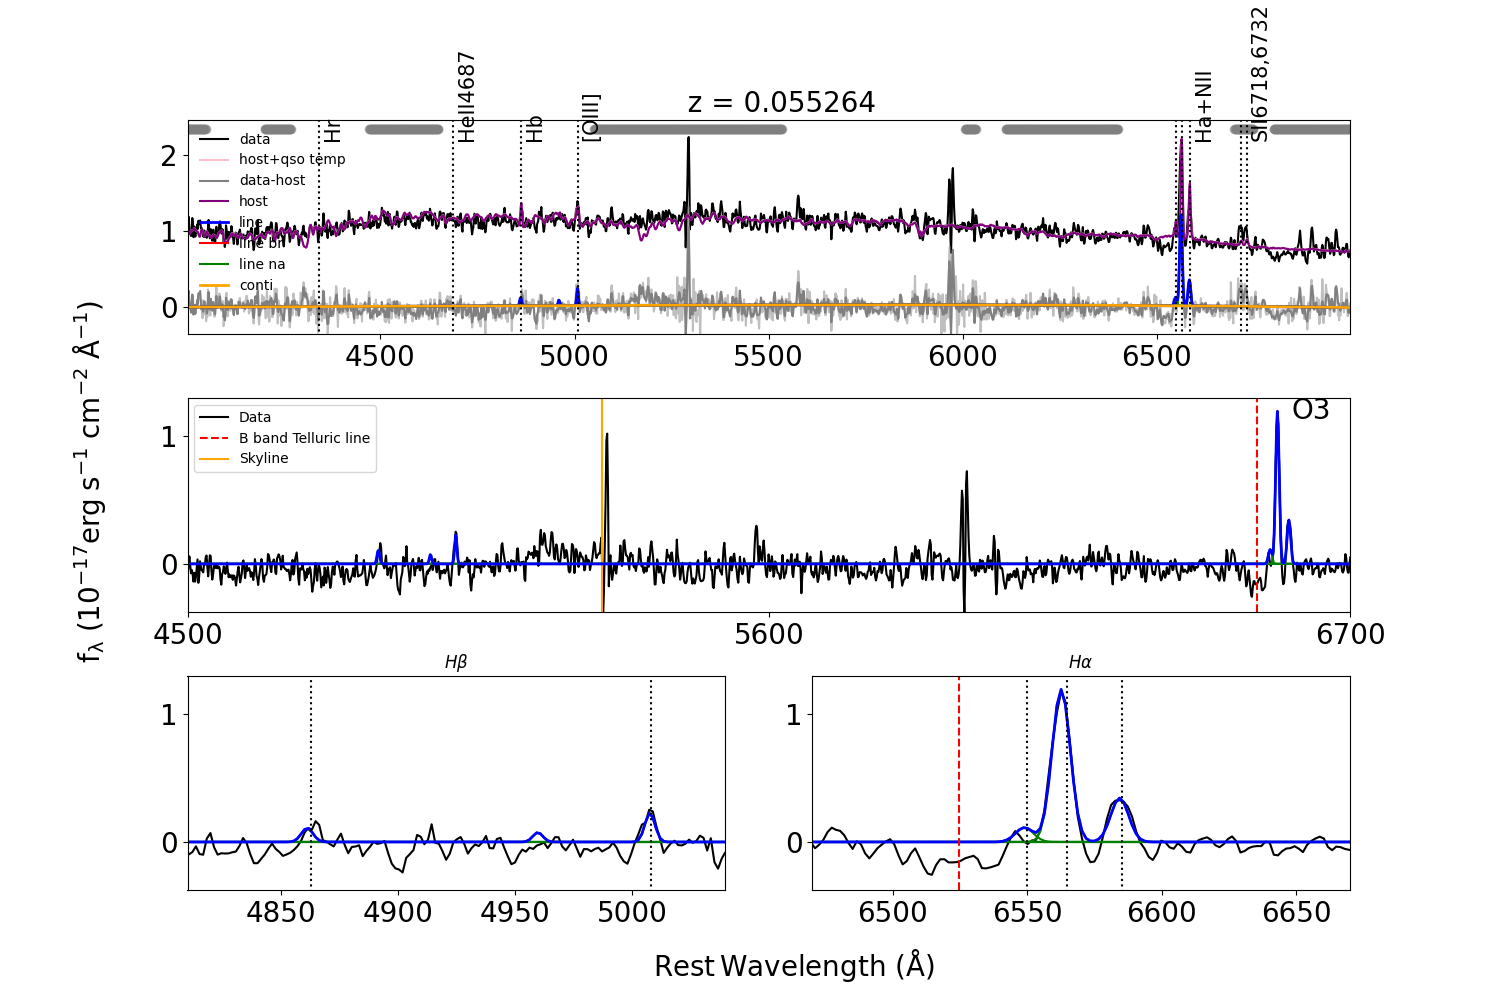 z = 0.055264
Hr
HeII4687
Hb
[OIII]
Ha+NII
SII6718,6732
data
host+qso temp
data-host
host
line
line br
line na
conti
2
1
0
4500
5000
5500
6000
6500
fλ (10⁻¹⁷erg s⁻¹ cm⁻² Å⁻¹)
Data
B band Telluric line
Skyline
O3
1
0
4500
5600
6700
Hβ
1
0
4850
4900
4950
5000
Hα
1
0
6500
6550
6600
6650
Rest Wavelength (Å)